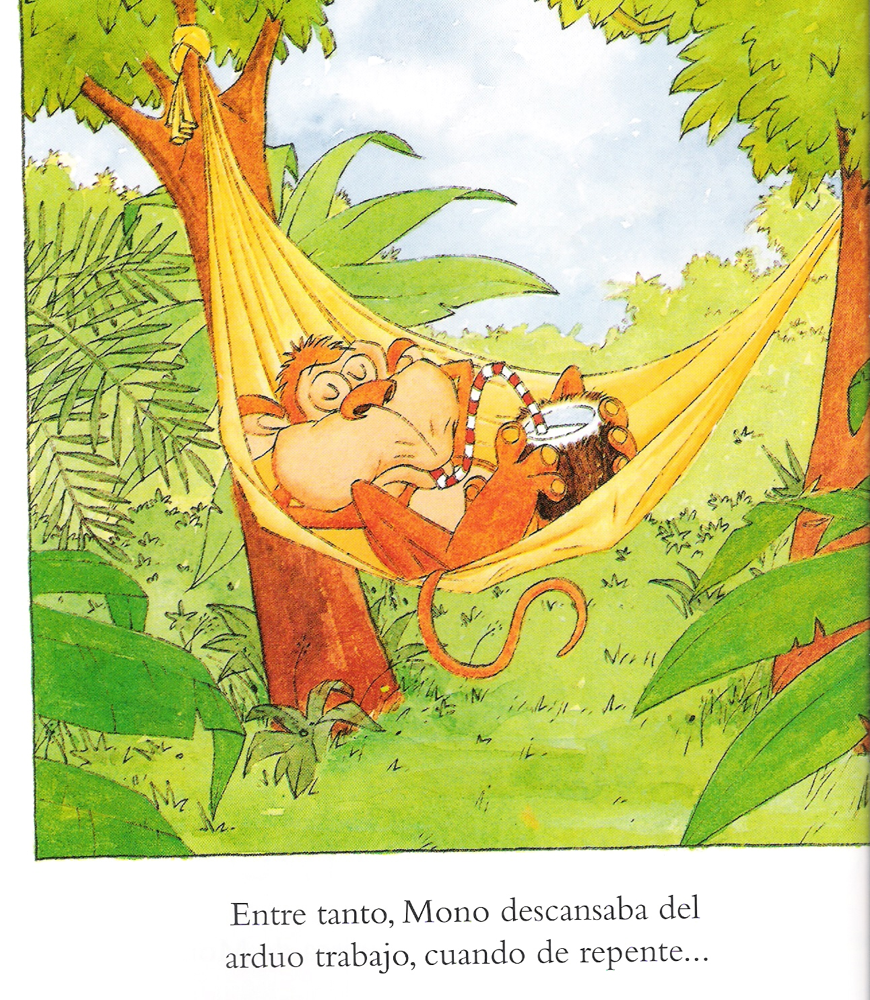 Entre tanto, Mono descansaba del
arduo trabajo, cuando de repente...